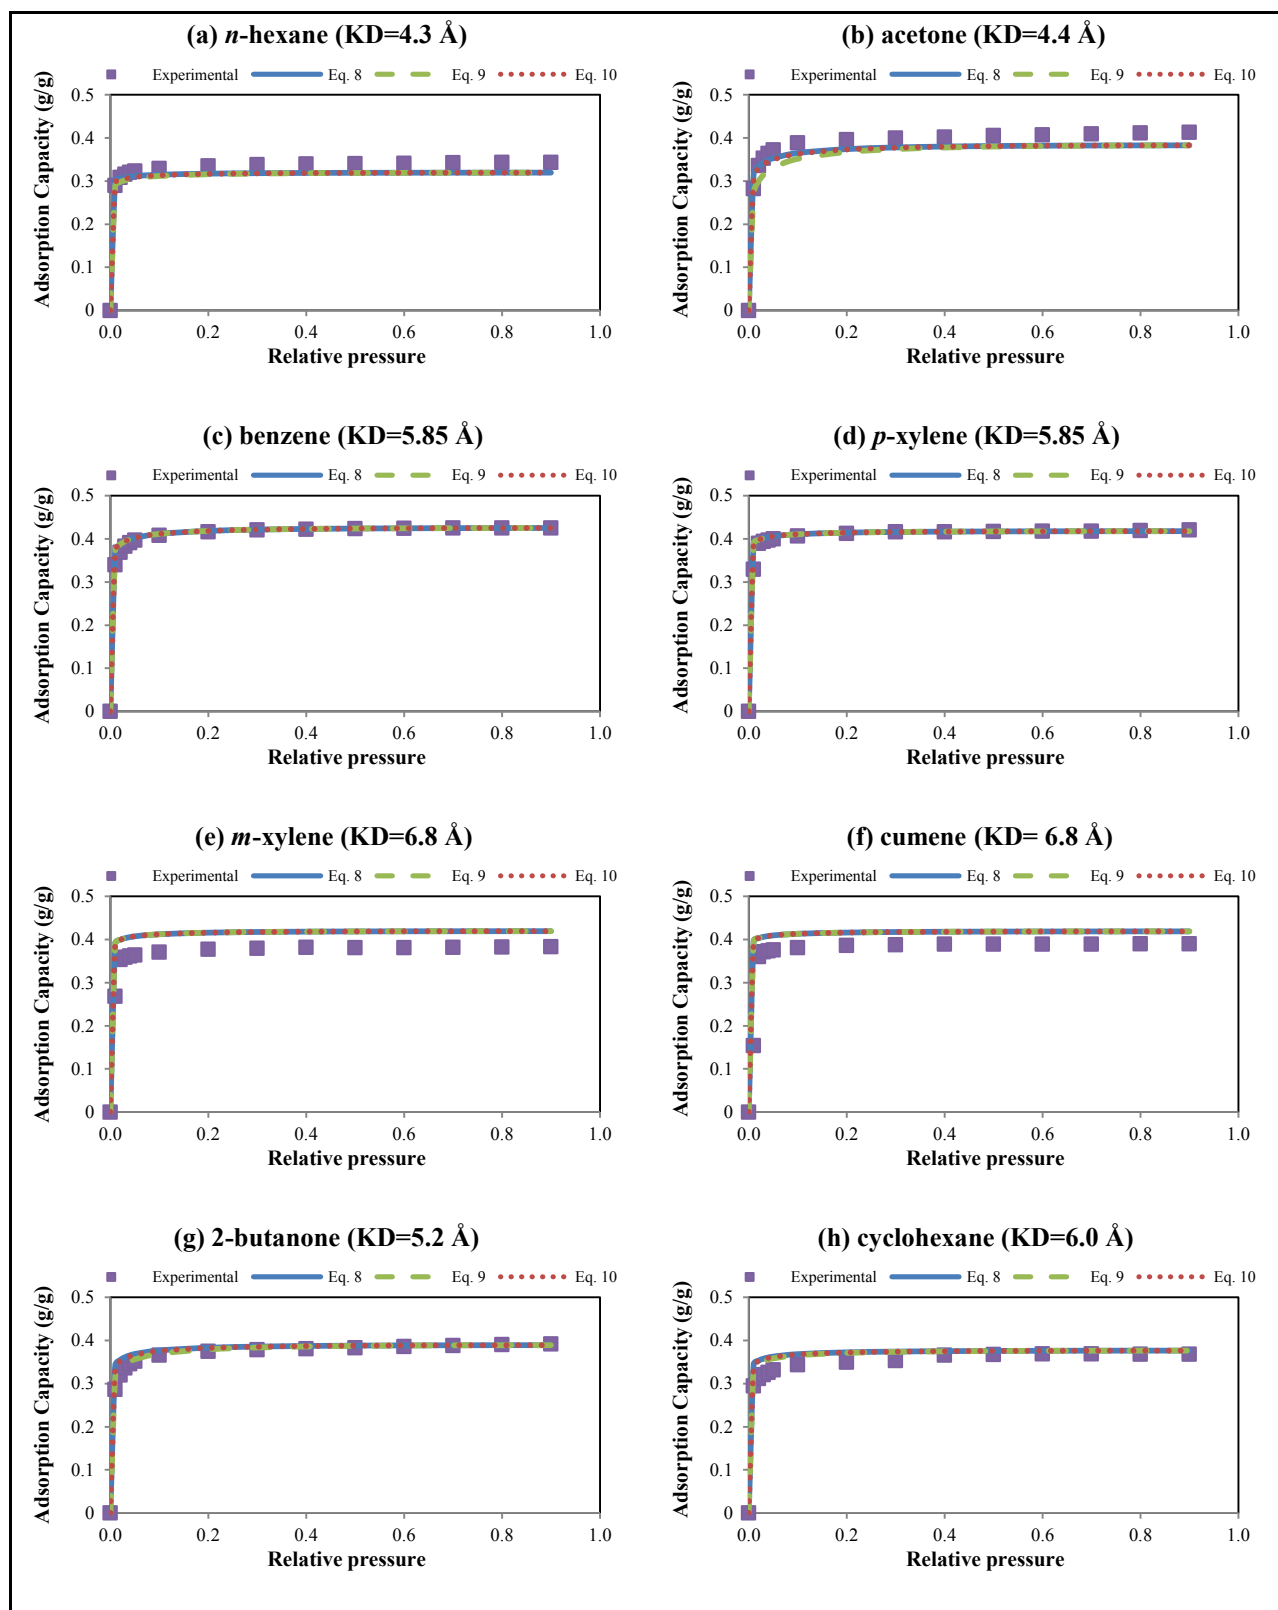 (a) n-hexane (KD=4.3 Å)
Experimental Eq. 8 Eq. 9 Eq. 10
Adsorption Capacity (g/g)
0.5
0.4
0.3
0.2
0.1
0
0.0 0.2 0.4 0.6 0.8 1.0
Relative pressure
(b) acetone (KD=4.4 Å)
Experimental Eq. 8 Eq. 9 Eq. 10
Adsorption Capacity (g/g)
0.5
0.4
0.3
0.2
0.1
0
0.0 0.2 0.4 0.6 0.8 1.0
Relative pressure
(c) benzene (KD=5.85 Å)
Experimental Eq. 8 Eq. 9 Eq. 10
Adsorption Capacity (g/g)
0.5
0.4
0.3
0.2
0.1
0
0.0 0.2 0.4 0.6 0.8 1.0
Relative pressure
(d) p-xylene (KD=5.85 Å)
Experimental Eq. 8 Eq. 9 Eq. 10
Adsorption Capacity (g/g)
0.5
0.4
0.3
0.2
0.1
0
0.0 0.2 0.4 0.6 0.8 1.0
Relative pressure
(e) m-xylene (KD=6.8 Å)
Experimental Eq. 8 Eq. 9 Eq. 10
Adsorption Capacity (g/g)
0.5
0.4
0.3
0.2
0.1
0
0.0 0.2 0.4 0.6 0.8 1.0
Relative pressure
(f) cumene (KD= 6.8 Å)
Experimental Eq. 8 Eq. 9 Eq. 10
Adsorption Capacity (g/g)
0.5
0.4
0.3
0.2
0.1
0
0.0 0.2 0.4 0.6 0.8 1.0
Relative pressure
(g) 2-butanone (KD=5.2 Å)
Experimental Eq. 8 Eq. 9 Eq. 10
Adsorption Capacity (g/g)
0.5
0.4
0.3
0.2
0.1
0
0.0 0.2 0.4 0.6 0.8 1.0
Relative pressure
(h) cyclohexane (KD=6.0 Å)
Experimental Eq. 8 Eq. 9 Eq. 10
Adsorption Capacity (g/g)
0.5
0.4
0.3
0.2
0.1
0
0.0 0.2 0.4 0.6 0.8 1.0
Relative pressure